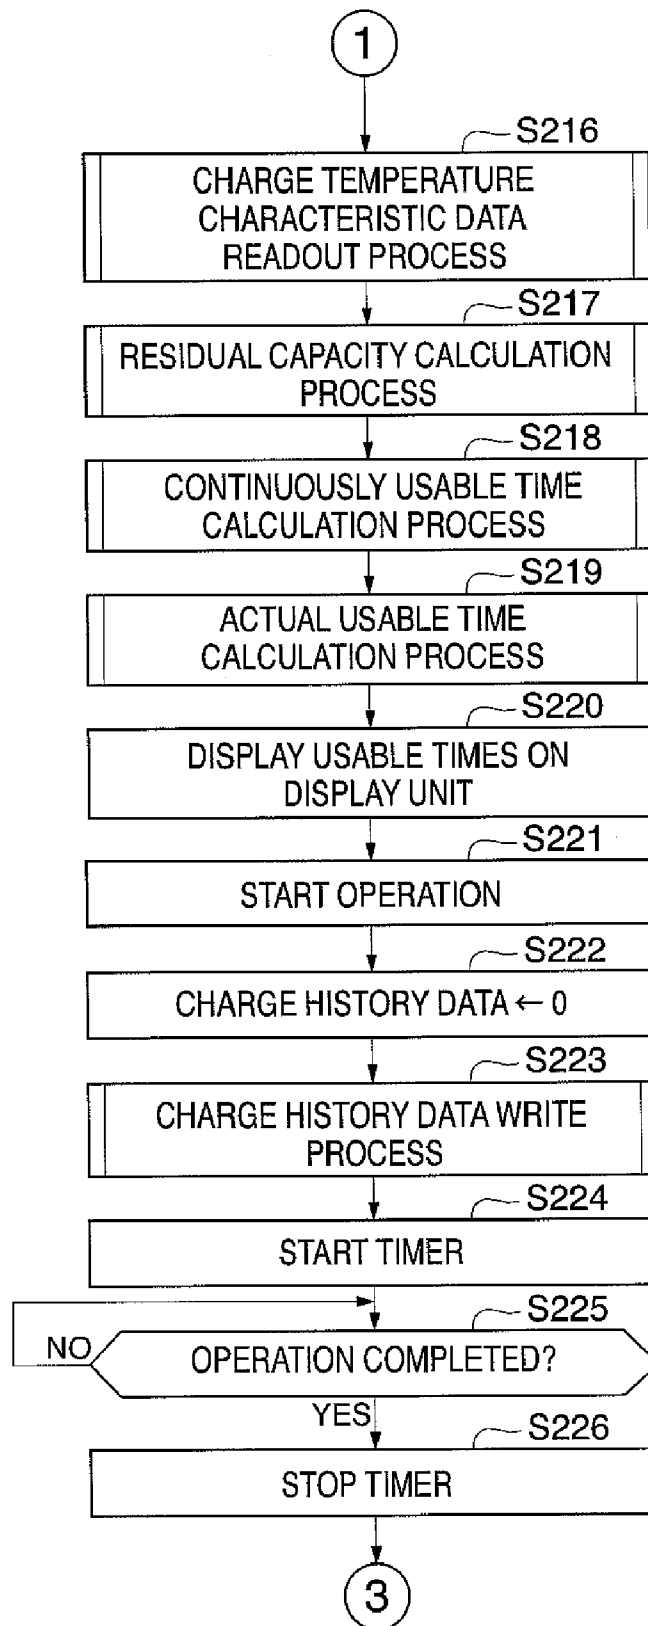 1
S216
CHARGE TEMPERATURE
CHARACTERISTIC DATA
READOUT PROCESS
S217
RESIDUAL CAPACITY CALCULATION
PROCESS
S218
CONTINUOUSLY USABLE TIME
CALCULATION PROCESS
S219
ACTUAL USABLE TIME
CALCULATION PROCESS
S220
DISPLAY USABLE TIMES ON
DISPLAY UNIT
S221
START OPERATION
S222
CHARGE HISTORY DATA ← 0
S223
CHARGE HISTORY DATA WRITE
PROCESS
S224
START TIMER
S225
NO
OPERATION COMPLETED?
YES
S226
STOP TIMER
3